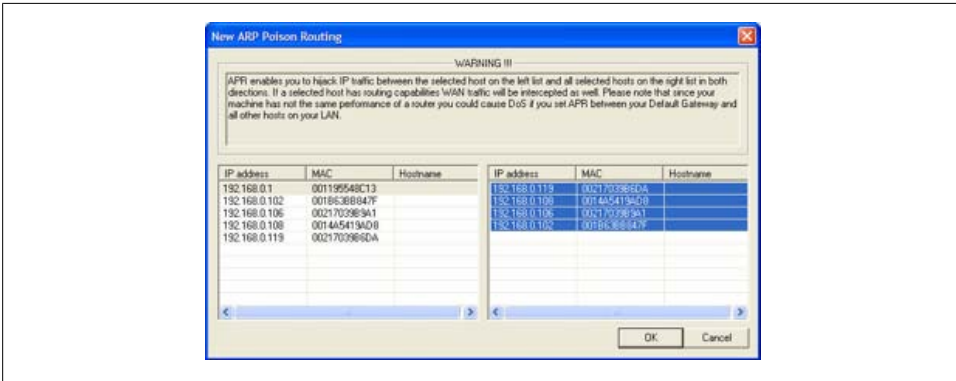 New ARP Poison Routing
WARNING !!!
APR enables you to hijack IP traffic between the selected host on the left list and all selected hosts on the right list in both
directions. If a selected host has routing capabilities WAN traffic will be intercepted as well. Please note that since your
machine has not the same performance of a router you could cause DoS if you set APR between your Default Gateway and
all other hosts on your LAN.
IP address MAC Hostname
192.168.0.1 001195548C13
192.168.0.102 001B63BB847F
192.168.0.106 00217039B9A1
192.168.0.108 0014A5419AD8
192.168.0.119 00217039B6DA
IP address MAC Hostname
192.168.0.119 00217039B6DA
192.168.0.108 0014A5419AD8
192.168.0.106 00217039B9A1
192.168.0.102 001B63BB847F
OK Cancel